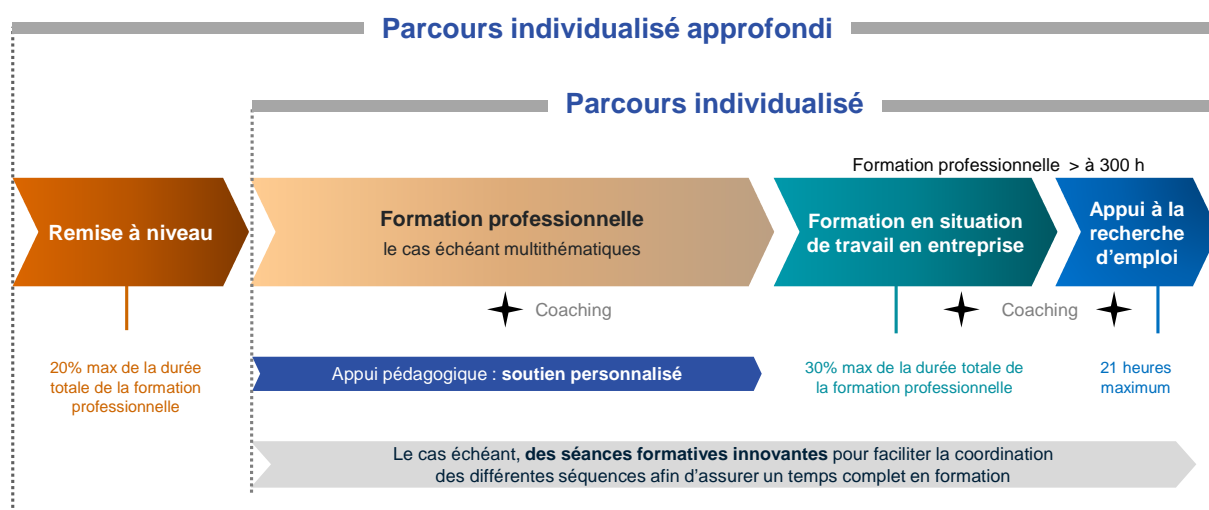 Parcours individualisé approfondi
Parcours individualisé
Formation professionnelle > à 300 h
Remise à niveau
Formation professionnelle
le cas échéant multithématiques
Formation en situation
de travail en entreprise
Appui à la
recherche
d'emploi
Coaching
Coaching
20% max de la durée
totale de la formation
professionnelle
Appui pédagogique : soutien personnalisé
30% max de la durée totale de
la formation professionnelle
21 heures
maximum
Le cas échéant, des séances formatives innovantes pour faciliter la coordination
des différentes séquences afin d'assurer un temps complet en formation